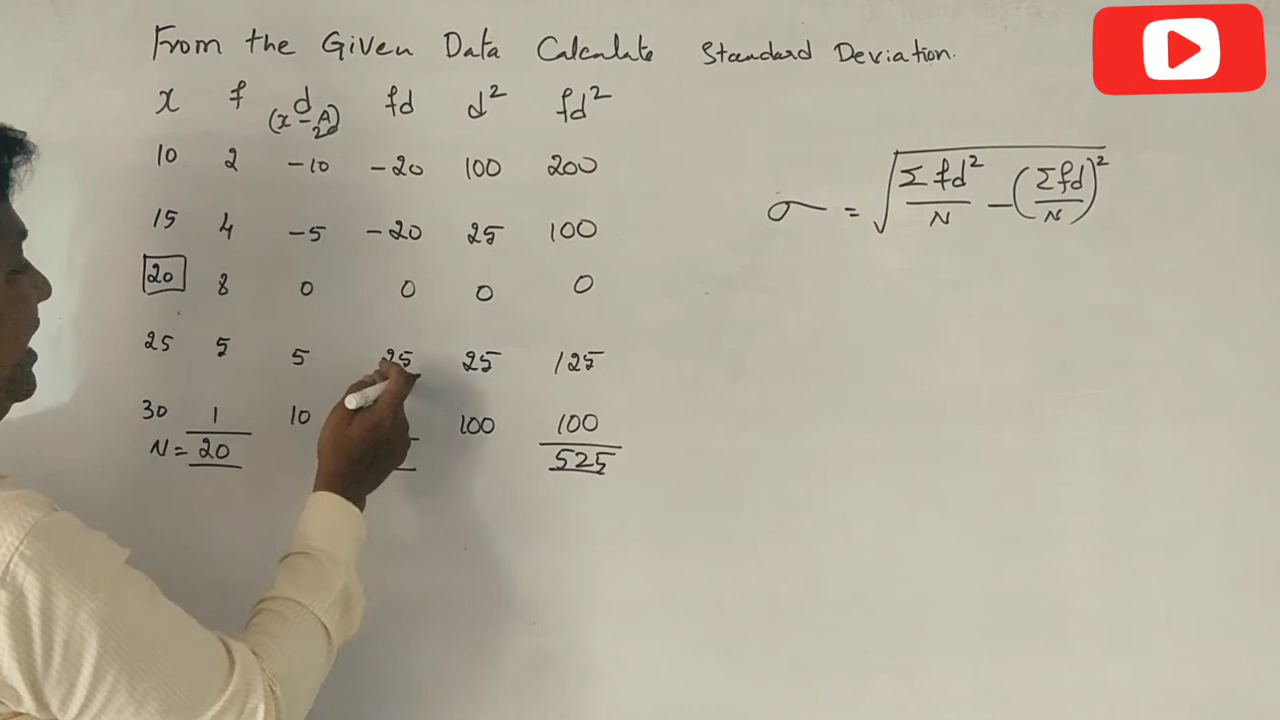 From the Given Data Calculate Standard Deviation.
x f d fd d² fd²
(x-A)
20
10 2 -10 -20 100 200
15 4 -5 -20 25 100
20 8 0 0 0 0
25 5 5 25 25 125
30 1 10 100 100
N = 20 525
σ = √Σfd²/N - (Σfd/N)²